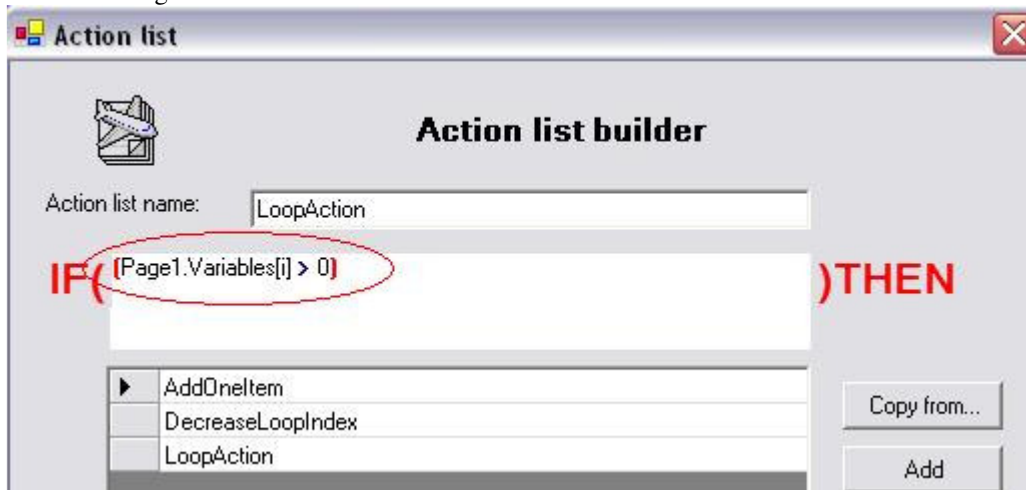 Action list
Action list builder
Action list name:
LoopAction
IF(
(Page1.Variables[i] > 0)
)THEN
AddOneItem
DecreaseLoopIndex
LoopAction
Copy from...
Add